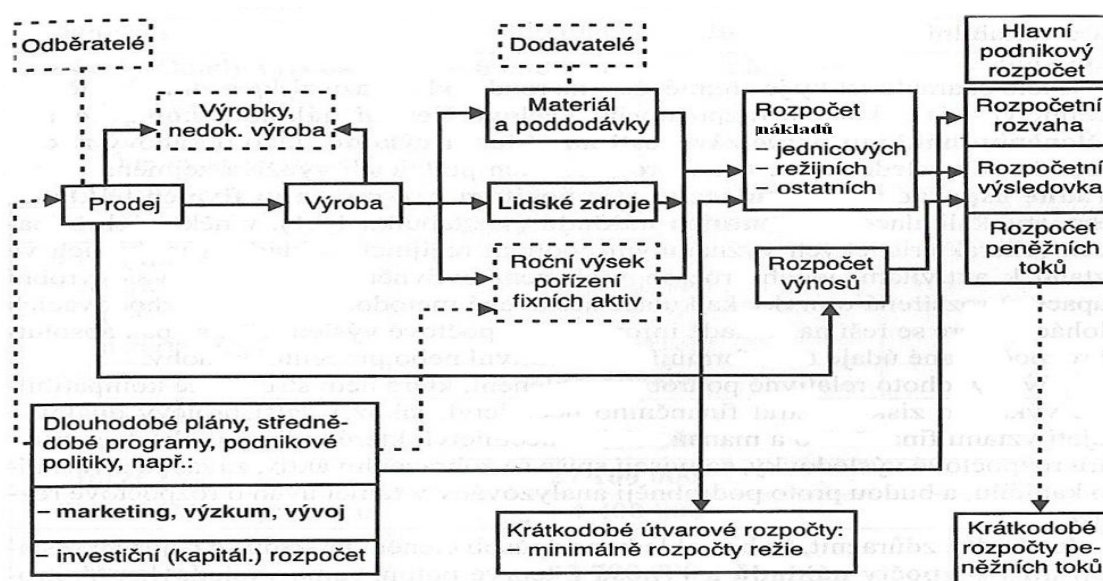 Odběratelé
Dodavatelé
Hlavní
podnikový
rozpočet
Výrobky,
nedok. výroba
Materiál
a poddodávky
Rozpočet
nákladů
– jednicových
– režijních
– ostatních
Rozpočetní
rozvaha
Rozpočetní
výsledovka
Prodej
Výroba
Lidské zdroje
Rozpočet
peněžních
toků
Roční výsek
pořízení
fixních aktiv
Rozpočet
výnosů
Dlouhodobé plány, středně-
dobé programy, podnikové
politiky, např.:
– marketing, výzkum, vývoj
– investiční (kapitál.) rozpočet
Krátkodobé útvarové rozpočty;
minimálně rozpočty režie
Krátkodobé
rozpočty pe-
něžních toků